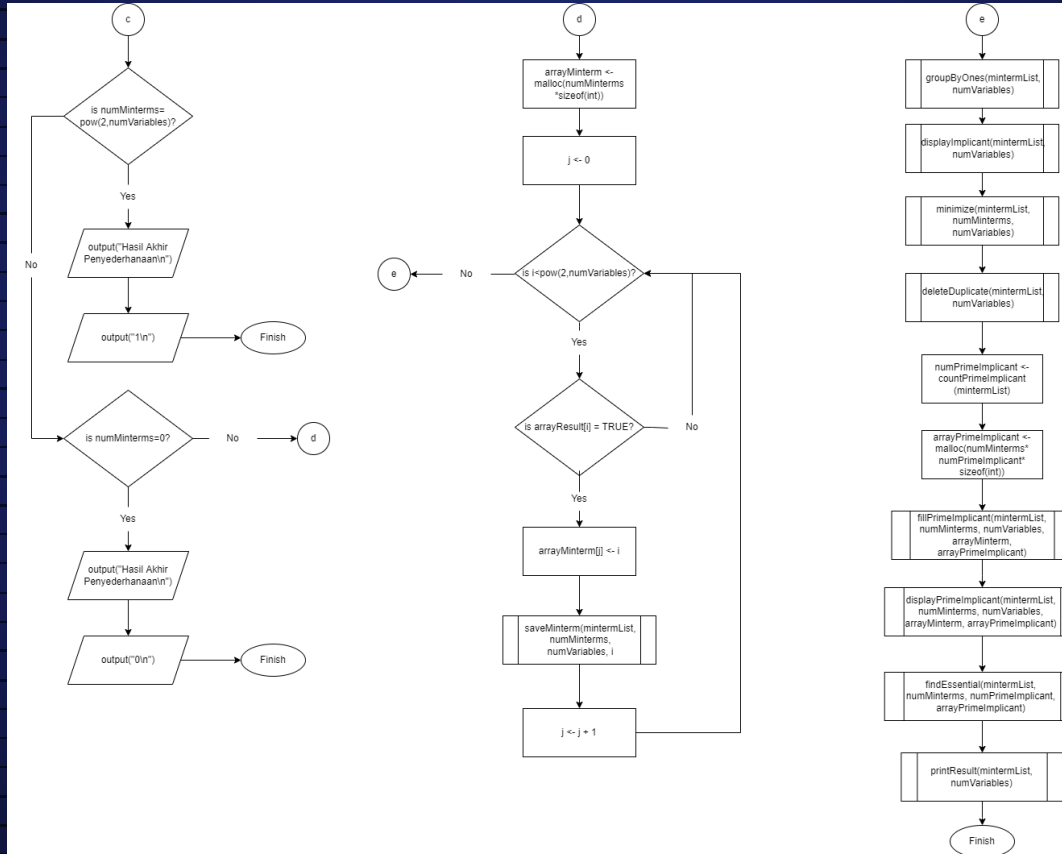 c
is numMinterms=
pow(2,numVariables)?
Yes
No
output("Hasil Akhir
Penyederhanaan\n")
output("1\n")
Finish
is numMinterms=0?
No
d
Yes
output("Hasil Akhir
Penyederhanaan\n")
output("0\n")
Finish
d
arrayMinterm <-
malloc(numMinterms
*sizeof(int))
j <- 0
is i<pow(2,numVariables)?
No
e
Yes
is arrayResult[i] = TRUE?
No
Yes
arrayMinterm[j] <- i
saveMinterm(mintermList,
numMinterms,
numVariables, i
j <- j + 1
e
groupByOnes(mintermList,
numVariables)
displayImplicant(mintermList,
numVariables)
minimize(mintermList,
numMinterms,
numVariables)
deleteDuplicate(mintermList,
numVariables)
numPrimeImplicant <-
countPrimeImplicant
(mintermList)
arrayPrimeImplicant <-
malloc(numMinterms*
numPrimeImplicant*
sizeof(int))
fillPrimeImplicant(mintermList,
numMinterms, numVariables,
arrayMinterm,
arrayPrimeImplicant)
displayPrimeImplicant(mintermList,
numMinterms, numVariables,
arrayMinterm, arrayPrimeImplicant)
findEssential(mintermList,
numMinterms, numPrimeImplicant,
arrayPrimeImplicant)
printResult(mintermList,
numVariables)
Finish